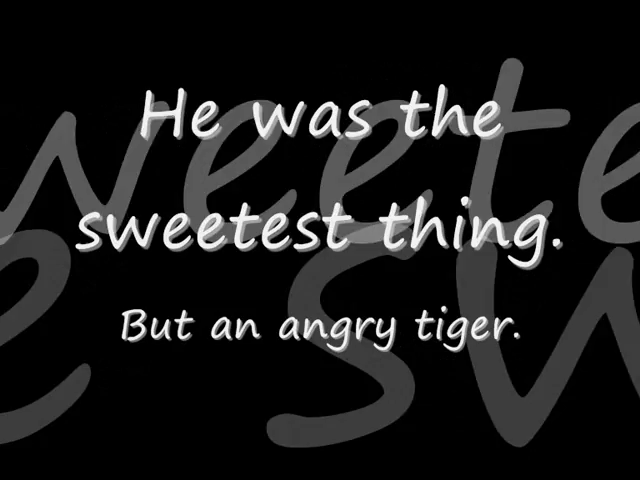 He was the
sweetest thing.
But an angry tiger.